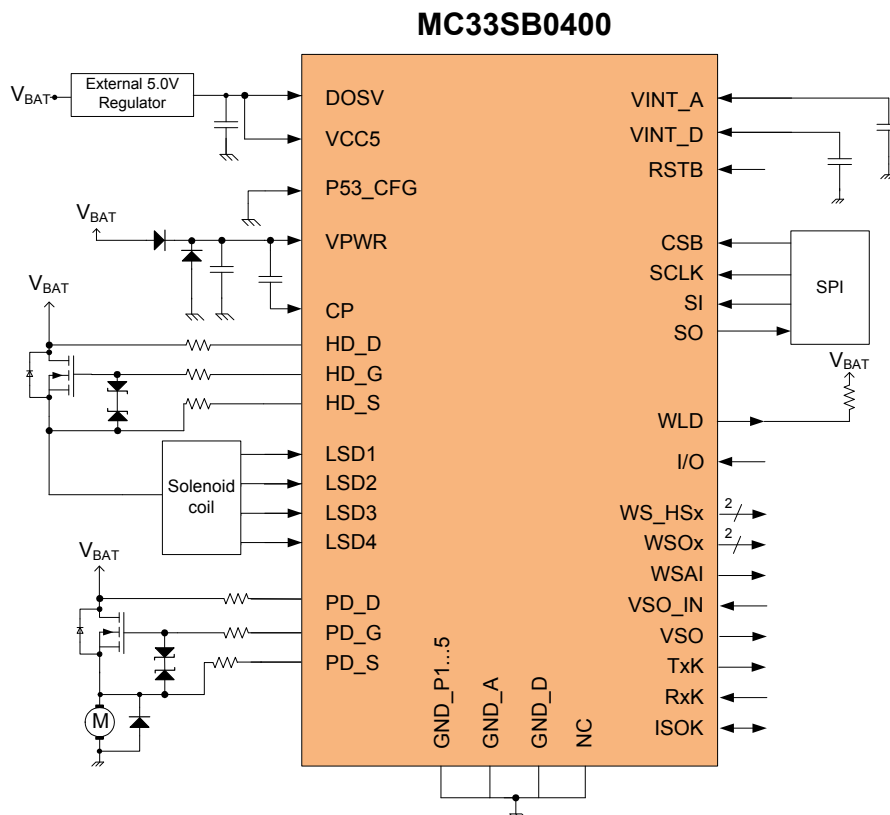 MC33SB0400
External 5.0V
Regulator
VBAT
DOSV
VCC5
P53_CFG
VBAT
VPWR
CP
VBAT
HD_D
HD_G
HD_S
Solenoid
coil
LSD1
LSD2
LSD3
LSD4
VBAT
PD_D
PD_G
PD_S
M
VINT_A
VINT_D
RSTB
CSB
SCLK
SI
SO
SPI
VBAT
WLD
I/O
WS_HSx
2
WSOx
2
WSAI
VSO_IN
VSO
TxK
RxK
ISOK
GND_P1...5
GND_A
GND_D
NC